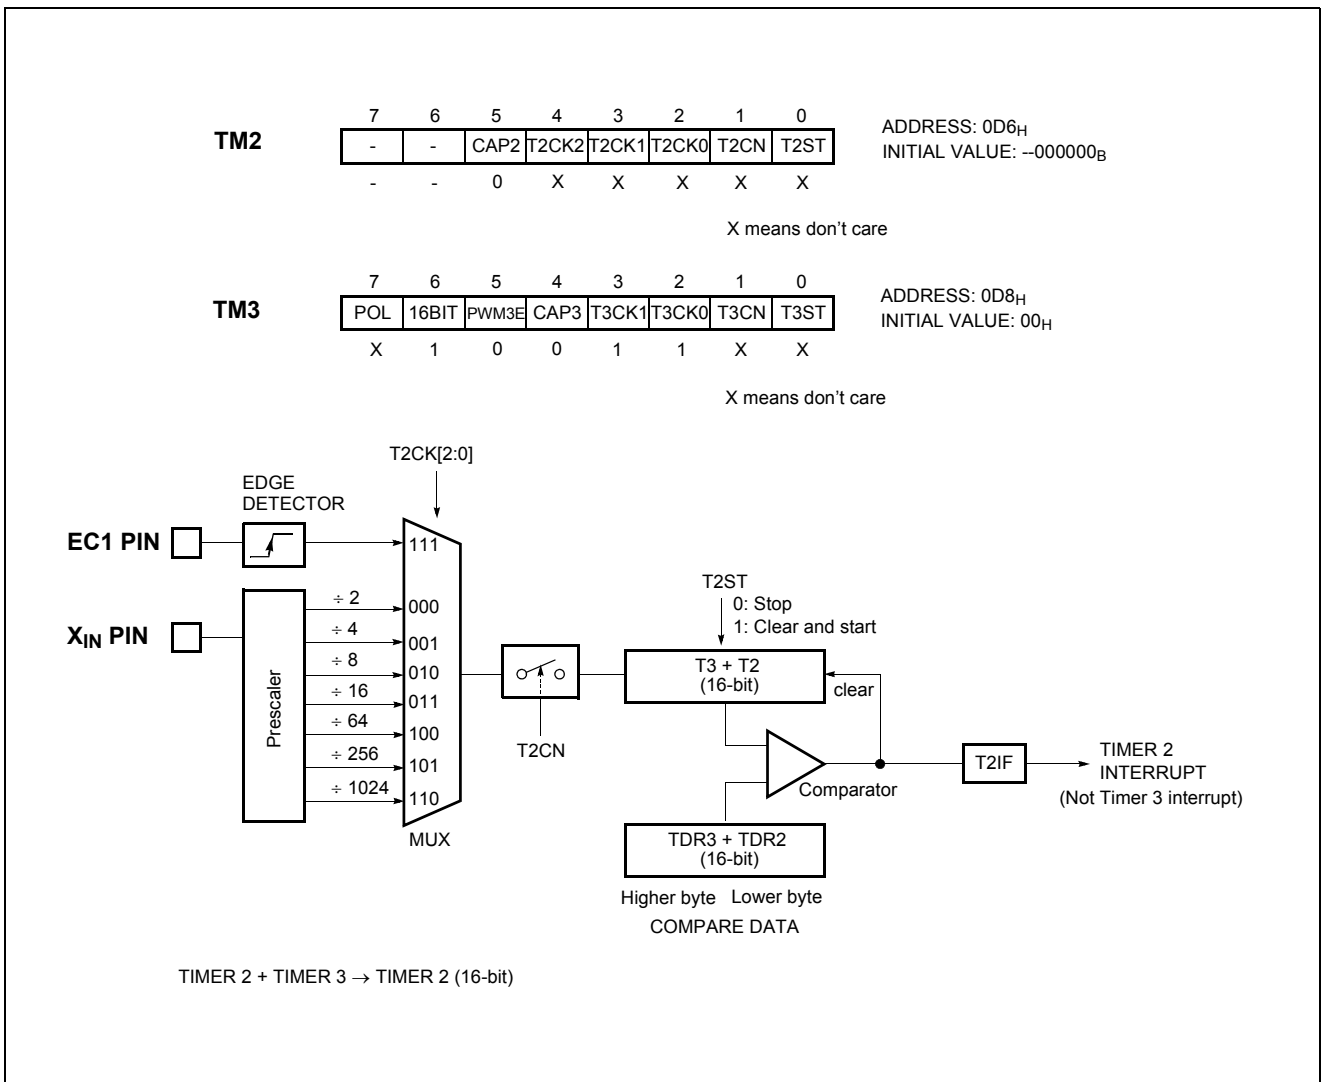 7 6 5 4 3 2 1 0
TM2 - - CAP2 T2CK2 T2CK1 T2CK0 T2CN T2ST
ADDRESS: 0D6H
INITIAL VALUE: --000000B
- - 0 X X X X X
X means don't care
7 6 5 4 3 2 1 0
TM3 POL 16BIT PWM3E CAP3 T3CK1 T3CK0 T3CN T3ST
ADDRESS: 0D8H
INITIAL VALUE: 00H
X 1 0 0 1 1 X X
X means don't care
T2CK[2:0]
EDGE
DETECTOR
EC1 PIN
111
XIN PIN
Prescaler
÷ 2
000
÷ 4
001
÷ 8
010
÷ 16
011
÷ 64
100
÷ 256
101
÷ 1024
110
MUX
T2CN
T2ST
0: Stop
1: Clear and start
T3 + T2
(16-bit)
clear
Comparator
T2IF
TIMER 2
INTERRUPT
(Not Timer 3 interrupt)
TDR3 + TDR2
(16-bit)
Higher byte Lower byte
COMPARE DATA
TIMER 2 + TIMER 3 → TIMER 2 (16-bit)